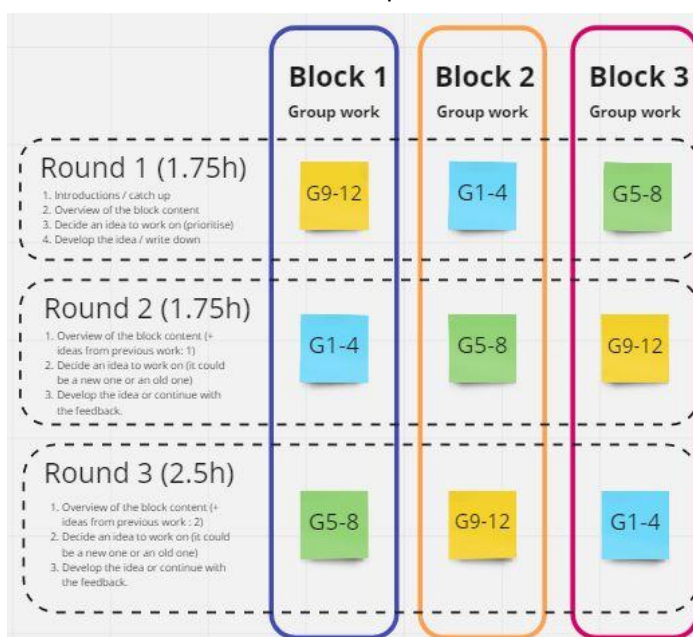 Block 1
Block 2
Block 3
Group work
Group work
Group work
Round 1 (1.75h)
1. Introductions / catch up
2. Overview of the block content
3. Decide an idea to work on (prioritise)
4. Develop the idea / write down
G9-12
G1-4
G5-8
Round 2 (1.75h)
1. Overview of the block content (+
ideas from previous work: 1)
2. Decide an idea to work on (it could
be a new one or an old one)
3. Develop the idea or continue with
the feedback.
G1-4
G5-8
G9-12
Round 3 (2.5h)
1. Overview of the block content (+
ideas from previous work : 2)
2. Decide an idea to work on (it could
be a new one or an old one)
3. Develop the idea or continue with
the feedback.
G5-8
G9-12
G1-4